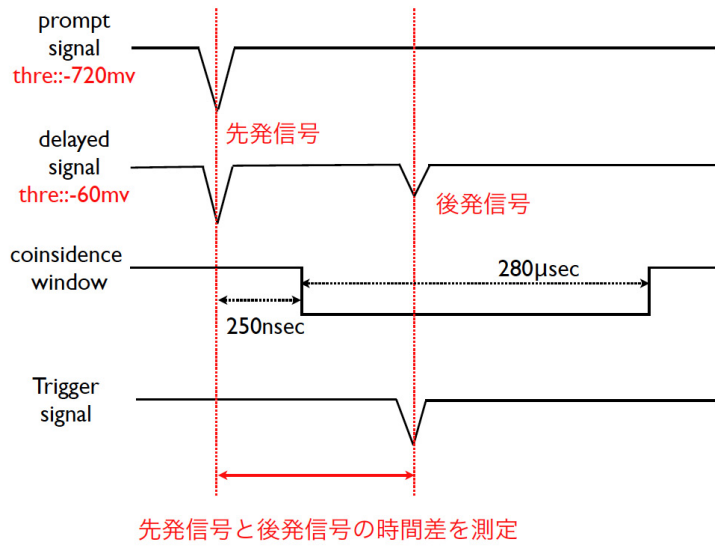 prompt
signal
thre::-720mv
先発信号
delayed
signal
thre::-60mv
後発信号
coinsidence
window
280μsec
250nsec
Trigger
signal
先発信号と後発信号の時間差を測定